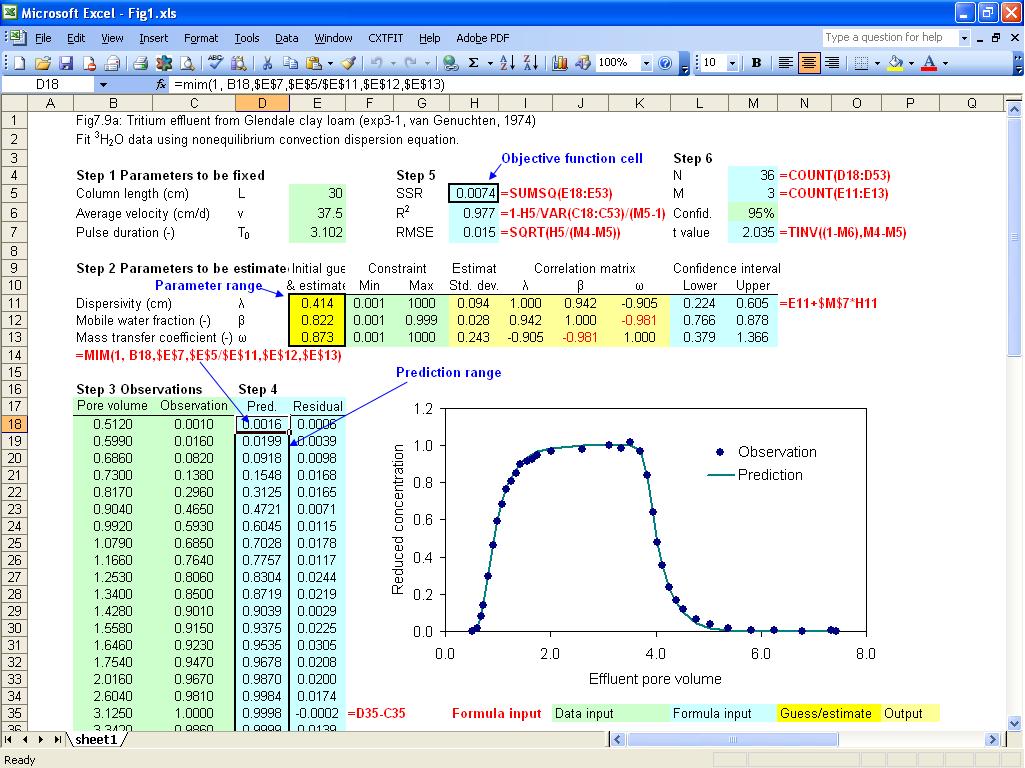 Microsoft Excel - Fig1.xls
File Edit View Insert Format Tools Data Window CXTFIT Help Adobe PDF Type a question for help
100% 10 B
D18 fx =mim(1, B18,$E$7,$E$5/$E$11,$E$12,$E$13)
A B C D E F G H I J K L M N O P Q
1 Fig7.9a: Tritium effluent from Glendale clay loam (exp3-1, van Genuchten, 1974)
2 Fit ³H₂O data using nonequilibrium convection dispersion equation.
3 Objective function cell Step 6
4 Step 1 Parameters to be fixed Step 5 N 36 =COUNT(D18:D53)
5 Column length (cm) L 30 SSR 0.0074 =SUMSQ(E18:E53) M 3 =COUNT(E11:E13)
6 Average velocity (cm/d) v 37.5 R² 0.977 =1-H5/VAR(C18:C53)/(M5-1) Confid. 95%
7 Pulse duration (-) T₀ 3.102 RMSE 0.015 =SQRT(H5/(M4-M5)) t value 2.035 =TINV((1-M6),M4-M5)
8
9 Step 2 Parameters to be estimate Initial gue Constraint Estimat Correlation matrix Confidence interval
10 Parameter range & estimate Min Max Std. dev. λ β ω Lower Upper
11 Dispersivity (cm) λ 0.414 0.001 1000 0.094 1.000 0.942 -0.905 0.224 0.605 =E11+$M$7*H11
12 Mobile water fraction (-) β 0.822 0.001 0.999 0.028 0.942 1.000 -0.981 0.766 0.878
13 Mass transfer coefficient (-) ω 0.873 0.001 1000 0.243 -0.905 -0.981 1.000 0.379 1.366
14 =MIM(1, B18,$E$7,$E$5/$E$11,$E$12,$E$13)
15 Prediction range
16 Step 3 Observations Step 4
17 Pore volume Observation Pred. Residual
18 0.5120 0.0010 0.0016 0.0006
19 0.5990 0.0160 0.0199 0.0039
20 0.6860 0.0820 0.0918 0.0098
21 0.7300 0.1380 0.1548 0.0168
22 0.8170 0.2960 0.3125 0.0165
23 0.9040 0.4650 0.4721 0.0071
24 0.9920 0.5930 0.6045 0.0115
25 1.0790 0.6850 0.7028 0.0178
26 1.1660 0.7640 0.7757 0.0117
27 1.2530 0.8060 0.8304 0.0244
28 1.3400 0.8500 0.8719 0.0219
29 1.4280 0.9010 0.9039 0.0029
30 1.5580 0.9150 0.9375 0.0225
31 1.6460 0.9230 0.9535 0.0305
32 1.7540 0.9470 0.9678 0.0208
33 2.0160 0.9670 0.9870 0.0200
34 2.6040 0.9810 0.9984 0.0174
35 3.1250 1.0000 0.9998 -0.0002 =D35-C35 Formula input Data input Formula input Guess/estimate Output
36 3.3420 0.9860 0.9999 0.0139
1.2
1.0
0.8
0.6
0.4
0.2
0.0
Reduced concentration
Observation
Prediction
0.0 2.0 4.0 6.0 8.0
Effluent pore volume
sheet1
Ready